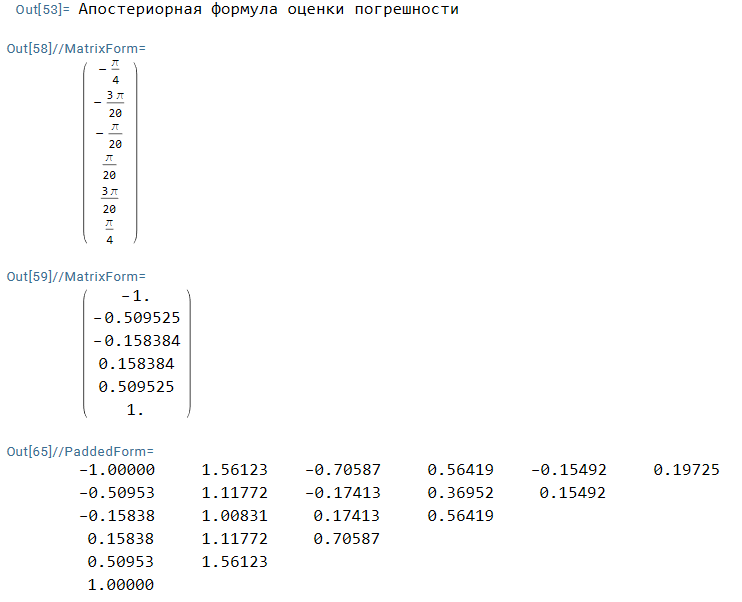 Out[53]= Апостериорная формула оценки погрешности
Out[58]//MatrixForm=
-π/4
-3π/20
-π/20
π/20
3π/20
π/4
Out[59]//MatrixForm=
-1.
-0.509525
-0.158384
0.158384
0.509525
1.
Out[65]//PaddedForm=
-1.00000 1.56123 -0.70587 0.56419 -0.15492 0.19725
-0.50953 1.11772 -0.17413 0.36952 0.15492
-0.15838 1.00831 0.17413 0.56419
0.15838 1.11772 0.70587
0.50953 1.56123
1.00000